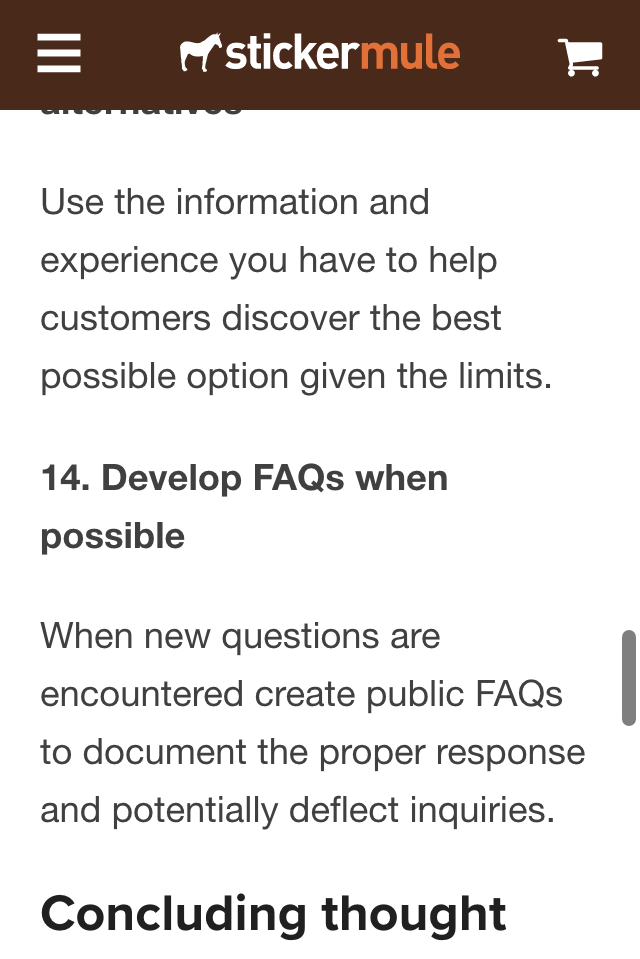 stickermule
Use the information and
experience you have to help
customers discover the best
possible option given the limits.
14. Develop FAQs when
possible
When new questions are
encountered create public FAQs
to document the proper response
and potentially deflect inquiries.
Concluding thought